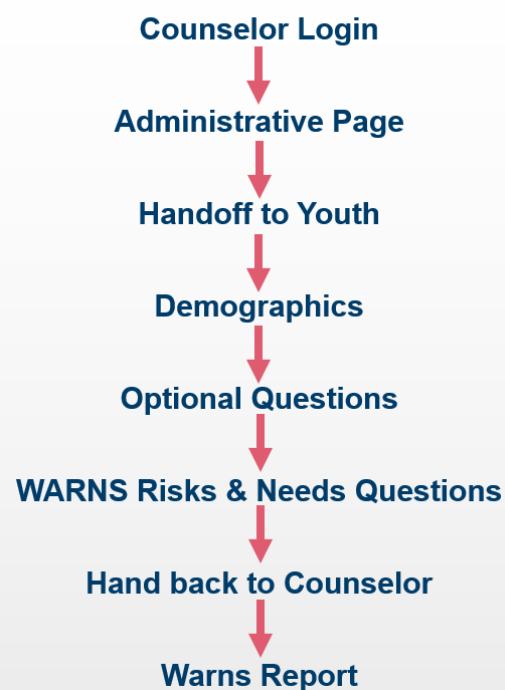 Counselor Login
Administrative Page
Handoff to Youth
Demographics
Optional Questions
WARNS Risks & Needs Questions
Hand back to Counselor
Warns Report